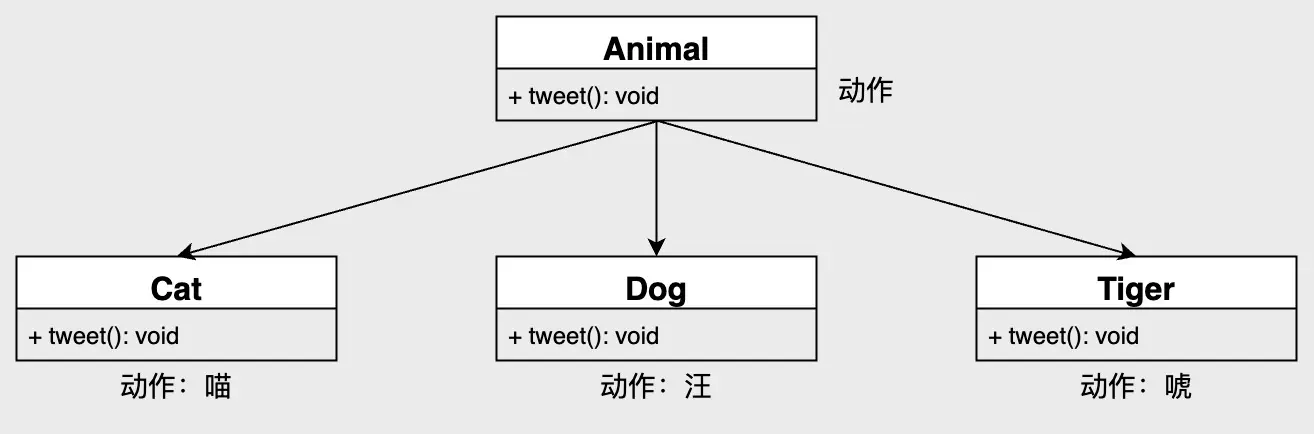 Animal
+ tweet(): void
动作
Cat
+ tweet(): void
动作：喵
Dog
+ tweet(): void
动作：汪
Tiger
+ tweet(): void
动作：唬